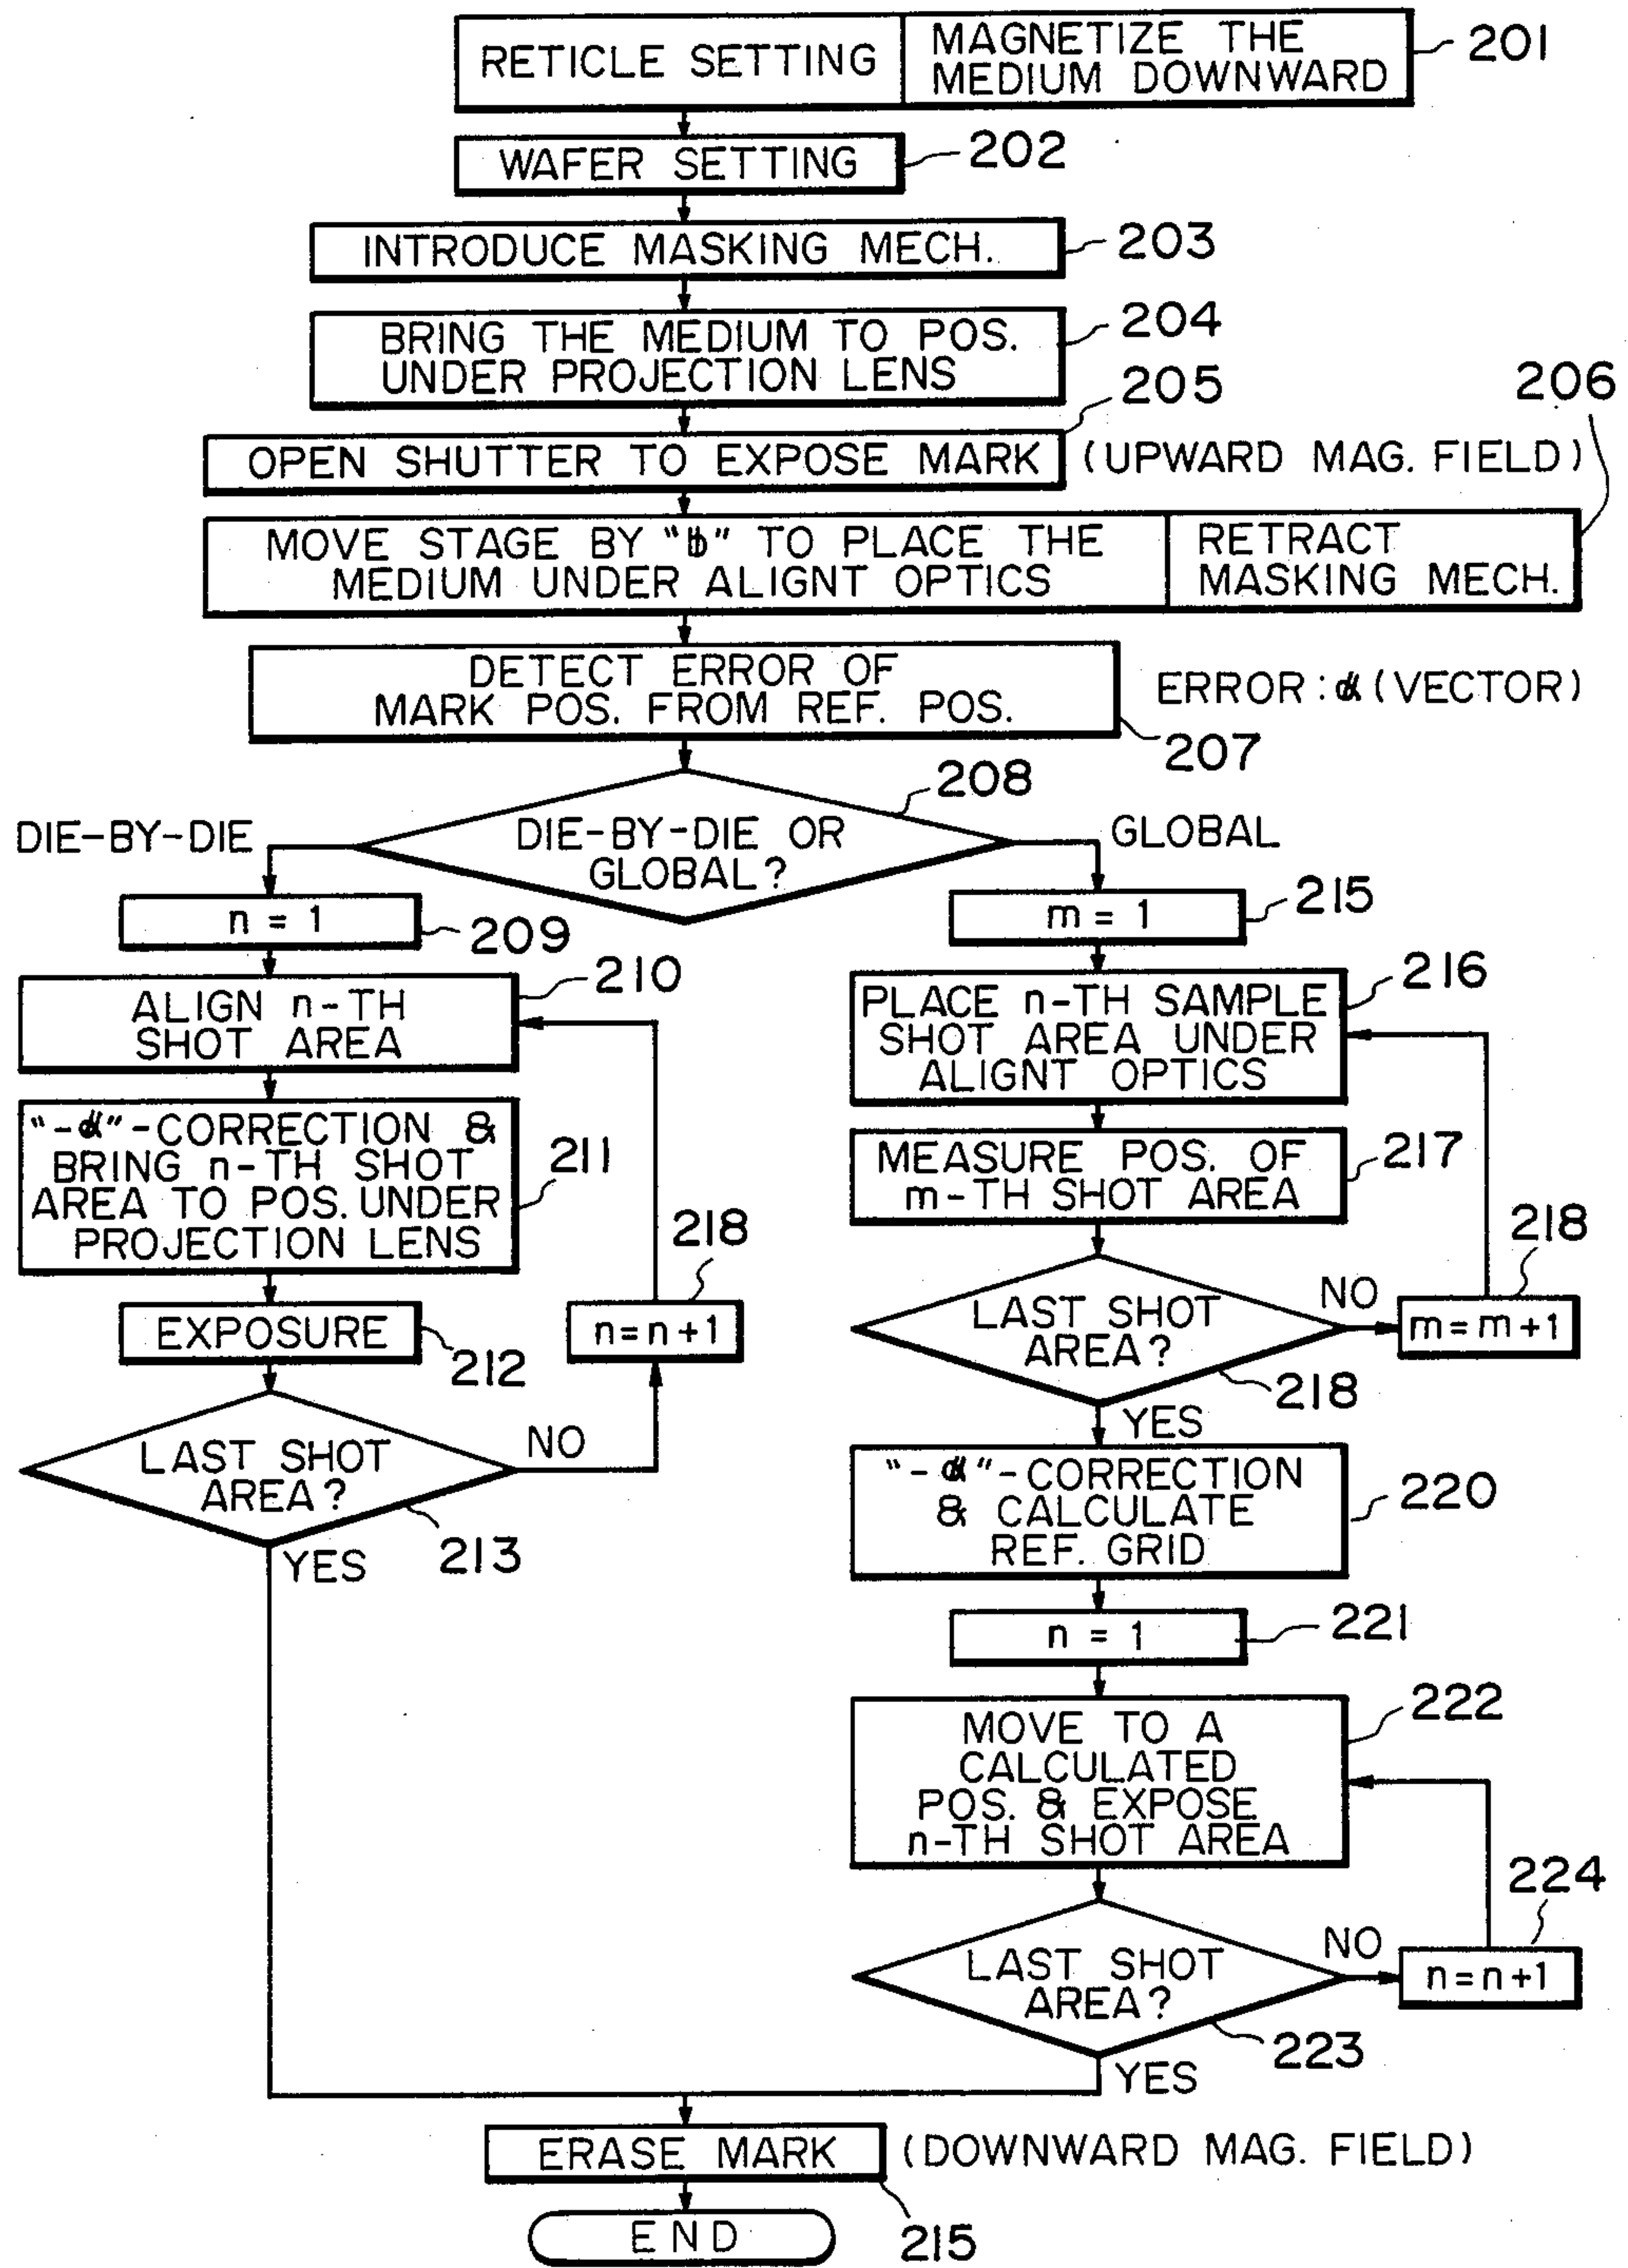 RETICLE SETTING
MAGNETIZE THE
MEDIUM DOWNWARD
201
WAFER SETTING
202
INTRODUCE MASKING MECH.
203
BRING THE MEDIUM TO POS.
UNDER PROJECTION LENS
204
205
OPEN SHUTTER TO EXPOSE MARK
(UPWARD MAG. FIELD)
206
MOVE STAGE BY "b" TO PLACE THE
MEDIUM UNDER ALIGNT OPTICS
RETRACT
MASKING MECH.
DETECT ERROR OF
MARK POS. FROM REF. POS.
ERROR: α (VECTOR)
207
208
DIE-BY-DIE OR
GLOBAL?
DIE-BY-DIE
n = 1
209
210
ALIGN n-TH
SHOT AREA
"-α"-CORRECTION &
BRING n-TH SHOT
AREA TO POS. UNDER
PROJECTION LENS
211
218
n=n+1
EXPOSURE
212
LAST SHOT
AREA?
NO
213
YES
GLOBAL
m = 1
215
216
PLACE n-TH SAMPLE
SHOT AREA UNDER
ALIGNT OPTICS
MEASURE POS. OF
m-TH SHOT AREA
217
218
LAST SHOT
AREA?
NO
m=m+1
218
YES
"-α"-CORRECTION
& CALCULATE
REF. GRID
220
n = 1
221
222
MOVE TO A
CALCULATED
POS. & EXPOSE
n-TH SHOT AREA
224
LAST SHOT
AREA?
NO
n=n+1
223
YES
ERASE MARK
(DOWNWARD MAG. FIELD)
215
END